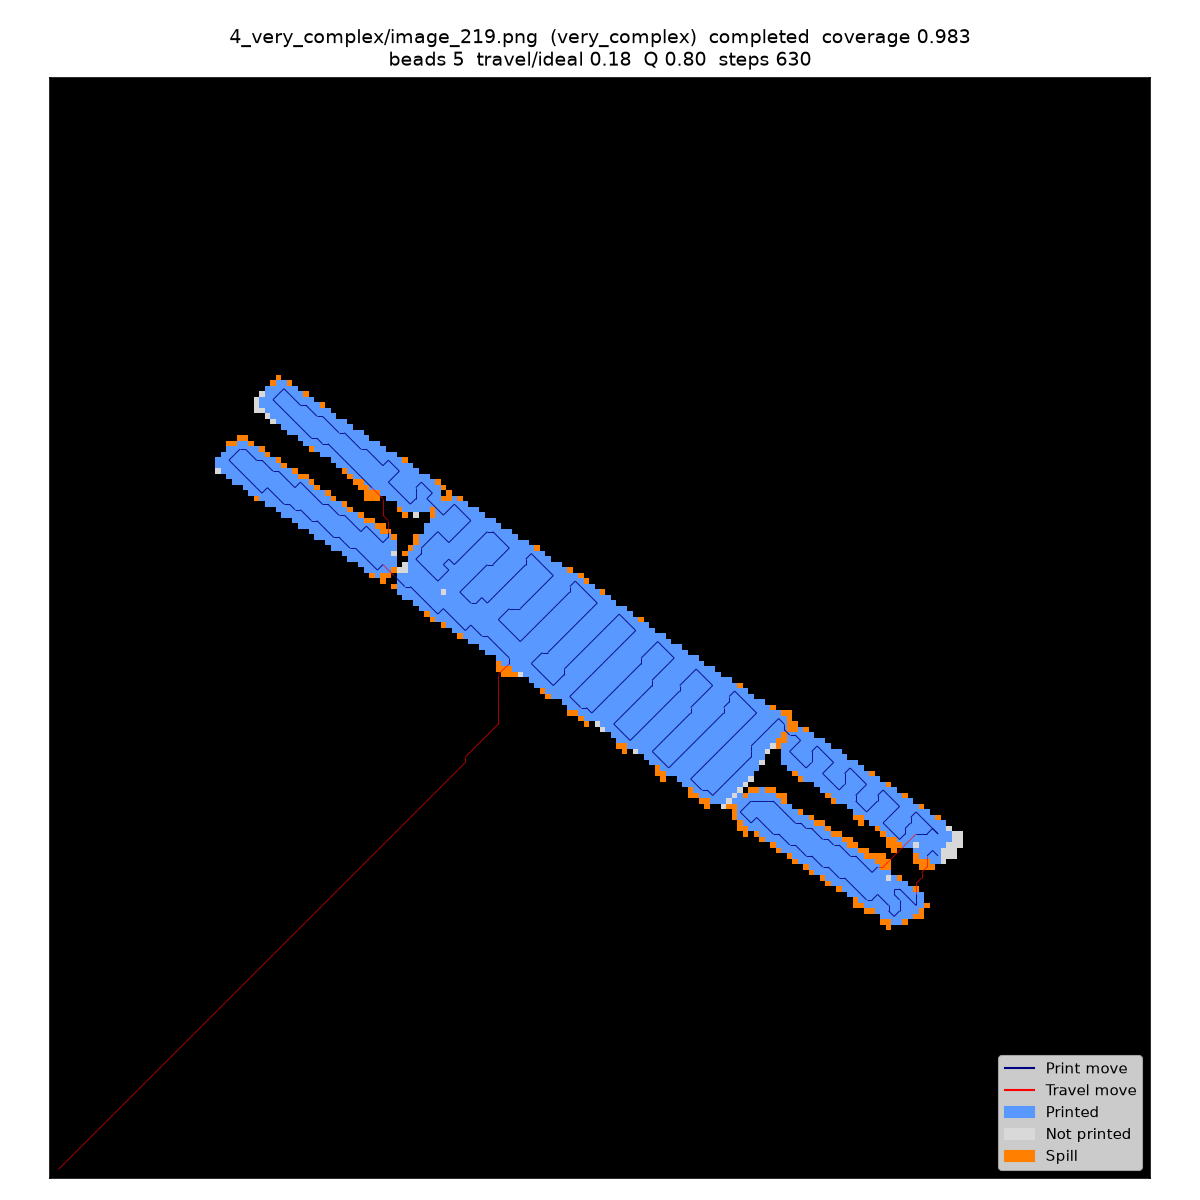 4_very_complex/image_219.png  (very_complex)  completed  coverage 0.983
beads 5  travel/ideal 0.18  Q 0.80  steps 630
Print move
Travel move
Printed
Not printed
Spill